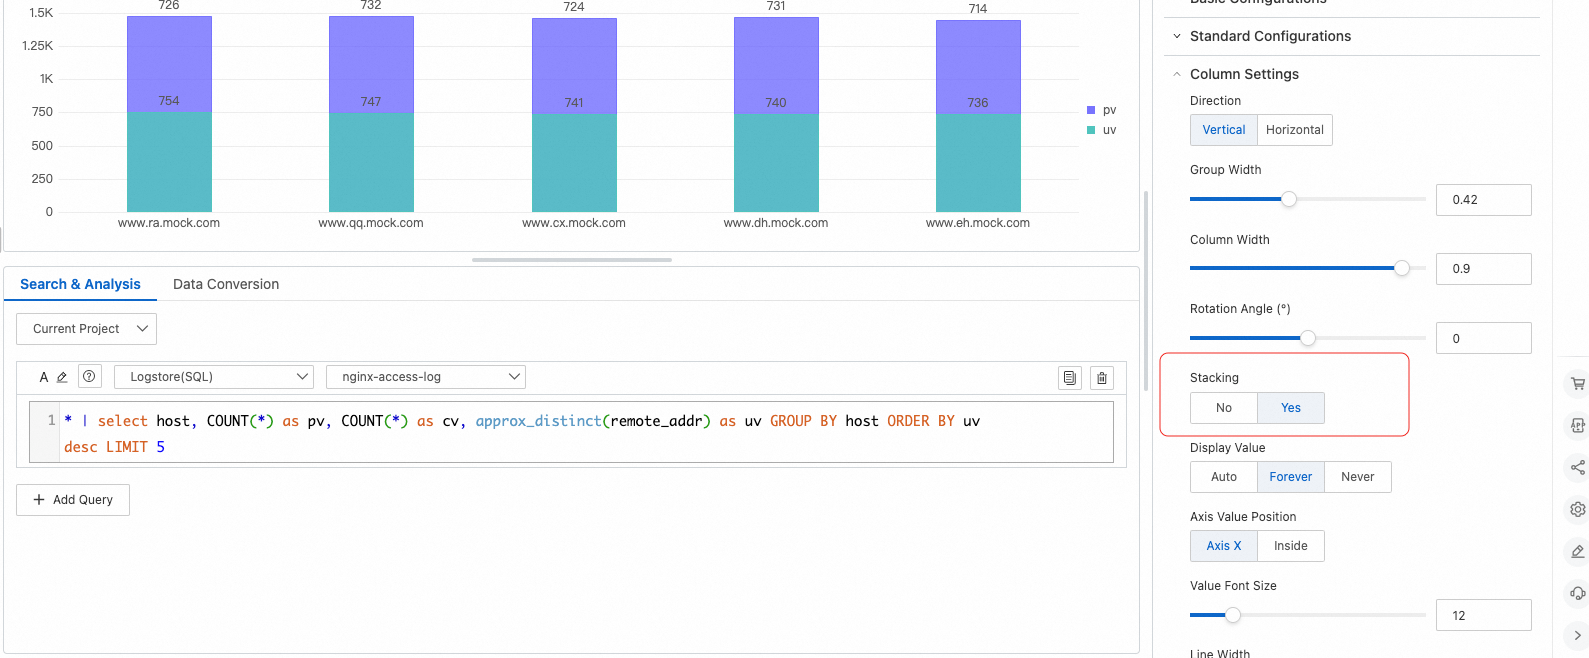 726 732 724 731 714
1.5K
1.25K
1K
754 747 741 740 736
750
500
250
0
www.ra.mock.com www.qq.mock.com www.cx.mock.com www.dh.mock.com www.eh.mock.com
pv
uv
Search & Analysis Data Conversion
Current Project
A Logstore(SQL) nginx-access-log
1 * | select host, COUNT(*) as pv, COUNT(*) as cv, approx_distinct(remote_addr) as uv GROUP BY host ORDER BY uv
desc LIMIT 5
+ Add Query
Basic Configurations
Standard Configurations
Column Settings
Direction
Vertical Horizontal
Group Width
0.42
Column Width
0.9
Rotation Angle (°)
0
Stacking
No Yes
Display Value
Auto Forever Never
Axis Value Position
Axis X Inside
Value Font Size
12
Line Width